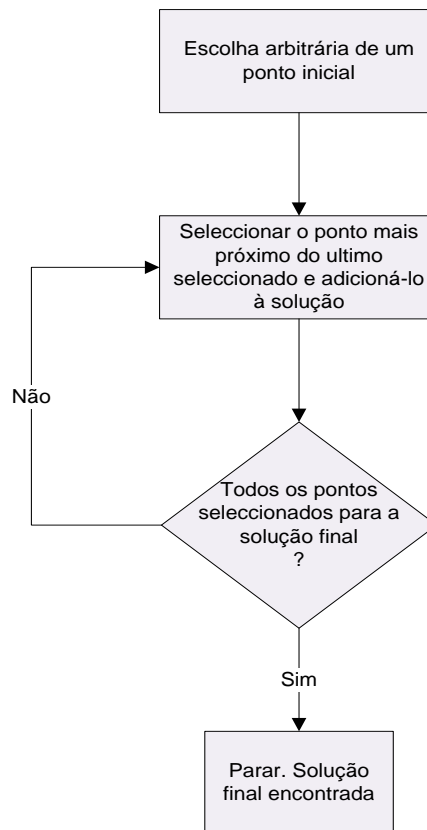 Escolha arbitrária de um
ponto inicial
Seleccionar o ponto mais
próximo do ultimo
seleccionado e adicioná-lo
à solução
Não
Todos os pontos
seleccionados para a
solução final
?
Sim
Parar. Solução
final encontrada